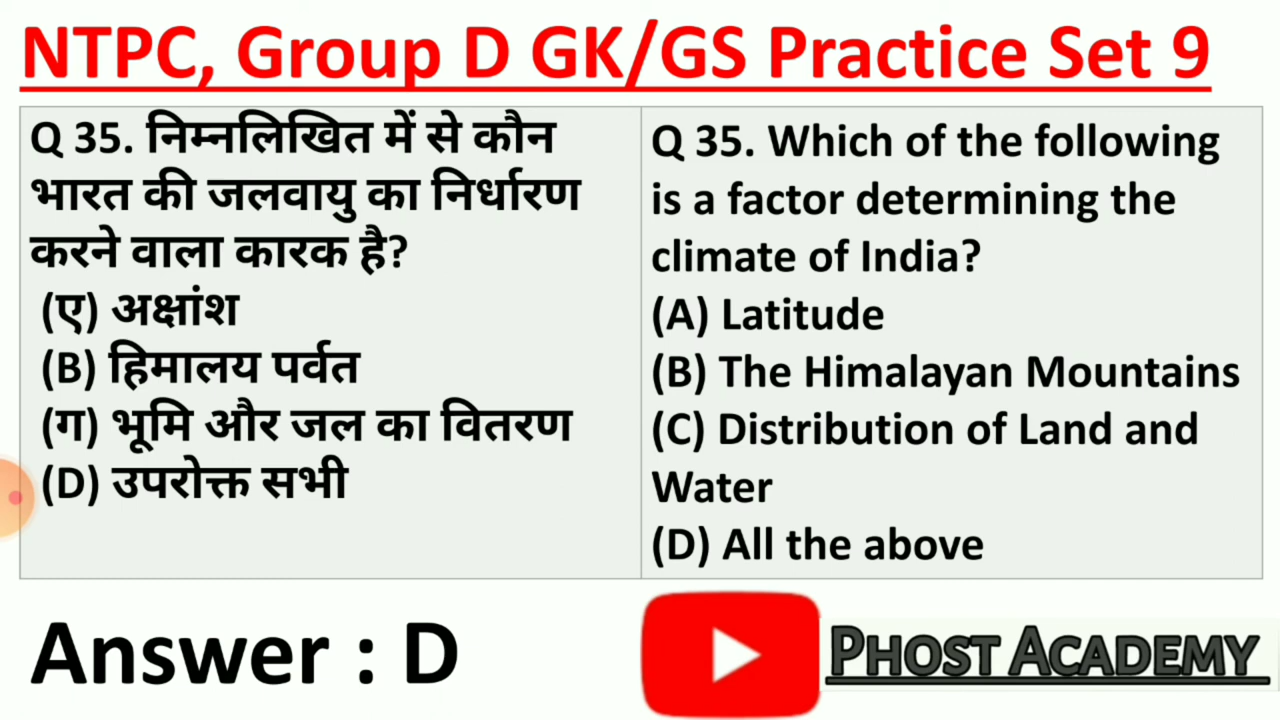 NTPC, Group D GK/GS Practice Set 9
Q 35. निम्नलिखित में से कौन
भारत की जलवायु का निर्धारण
करने वाला कारक है?
(ए) अक्षांश
(B) हिमालय पर्वत
(ग) भूमि और जल का वितरण
(D) उपरोक्त सभी
Q 35. Which of the following
is a factor determining the
climate of India?
(A) Latitude
(B) The Himalayan Mountains
(C) Distribution of Land and
Water
(D) All the above
Answer : D
PHOST ACADEMY